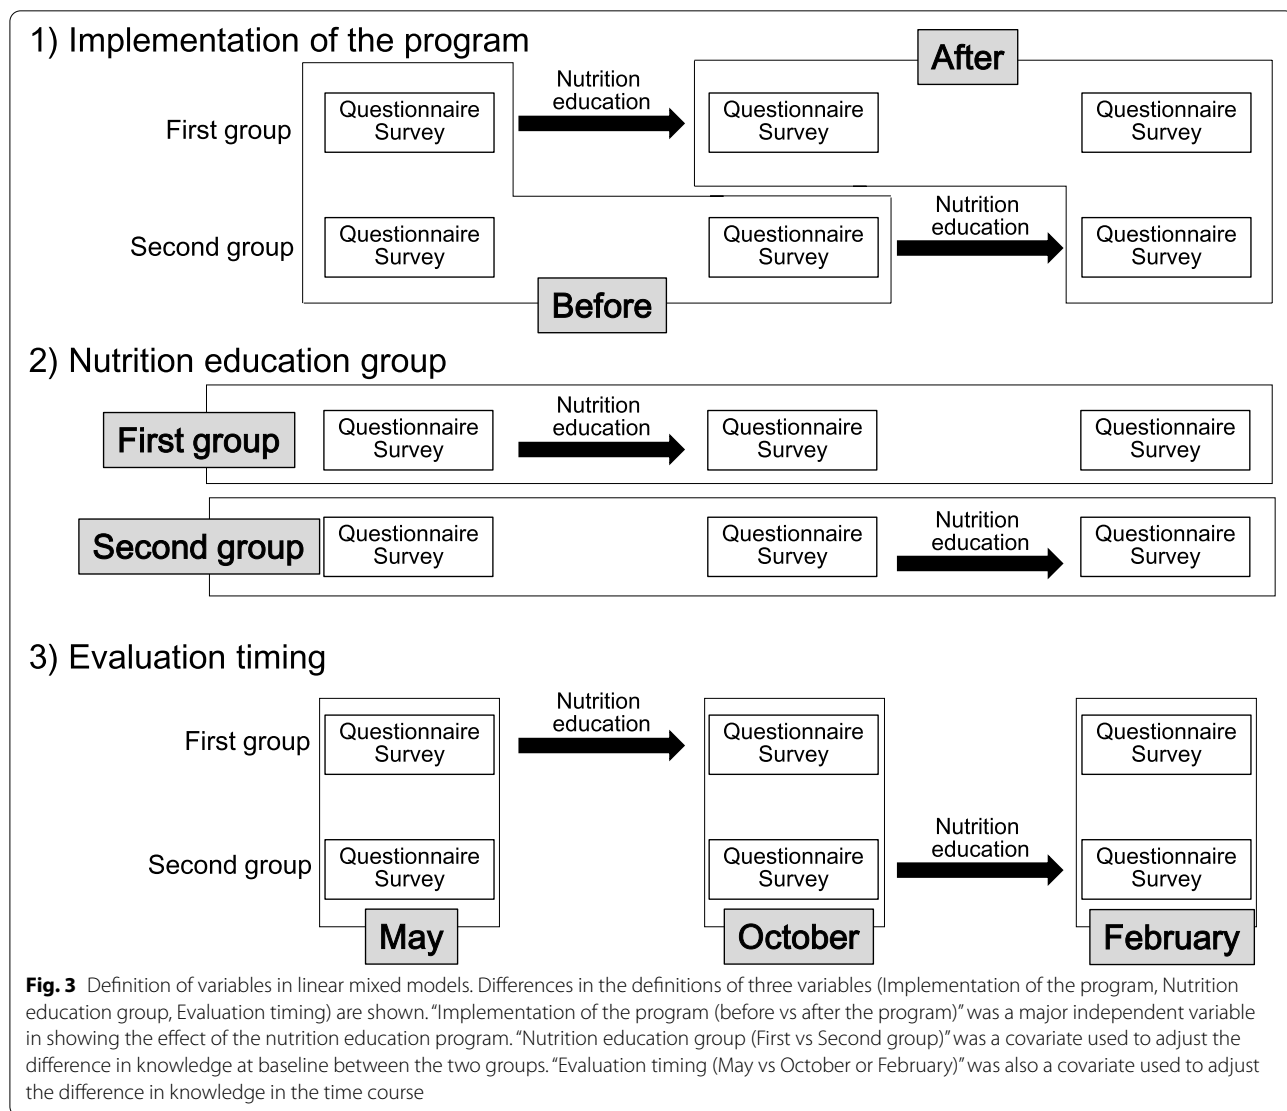 1) Implementation of the program
After
Nutrition
education
Questionnaire
Survey
Questionnaire
Survey
Questionnaire
Survey
First group
Nutrition
education
Questionnaire
Survey
Questionnaire
Survey
Questionnaire
Survey
Second group
Before
2) Nutrition education group
Nutrition
education
First group
Questionnaire
Survey
Questionnaire
Survey
Questionnaire
Survey
Nutrition
education
Second group
Questionnaire
Survey
Questionnaire
Survey
Questionnaire
Survey
3) Evaluation timing
Nutrition
education
First group
Questionnaire
Survey
Questionnaire
Survey
Questionnaire
Survey
Nutrition
education
Second group
Questionnaire
Survey
Questionnaire
Survey
Questionnaire
Survey
May
October
February
Fig. 3 Definition of variables in linear mixed models. Differences in the definitions of three variables (Implementation of the program, Nutrition
education group, Evaluation timing) are shown. “Implementation of the program (before vs after the program)” was a major independent variable
in showing the effect of the nutrition education program. “Nutrition education group (First vs Second group)” was a covariate used to adjust the
difference in knowledge at baseline between the two groups. “Evaluation timing (May vs October or February)” was also a covariate used to adjust
the difference in knowledge in the time course